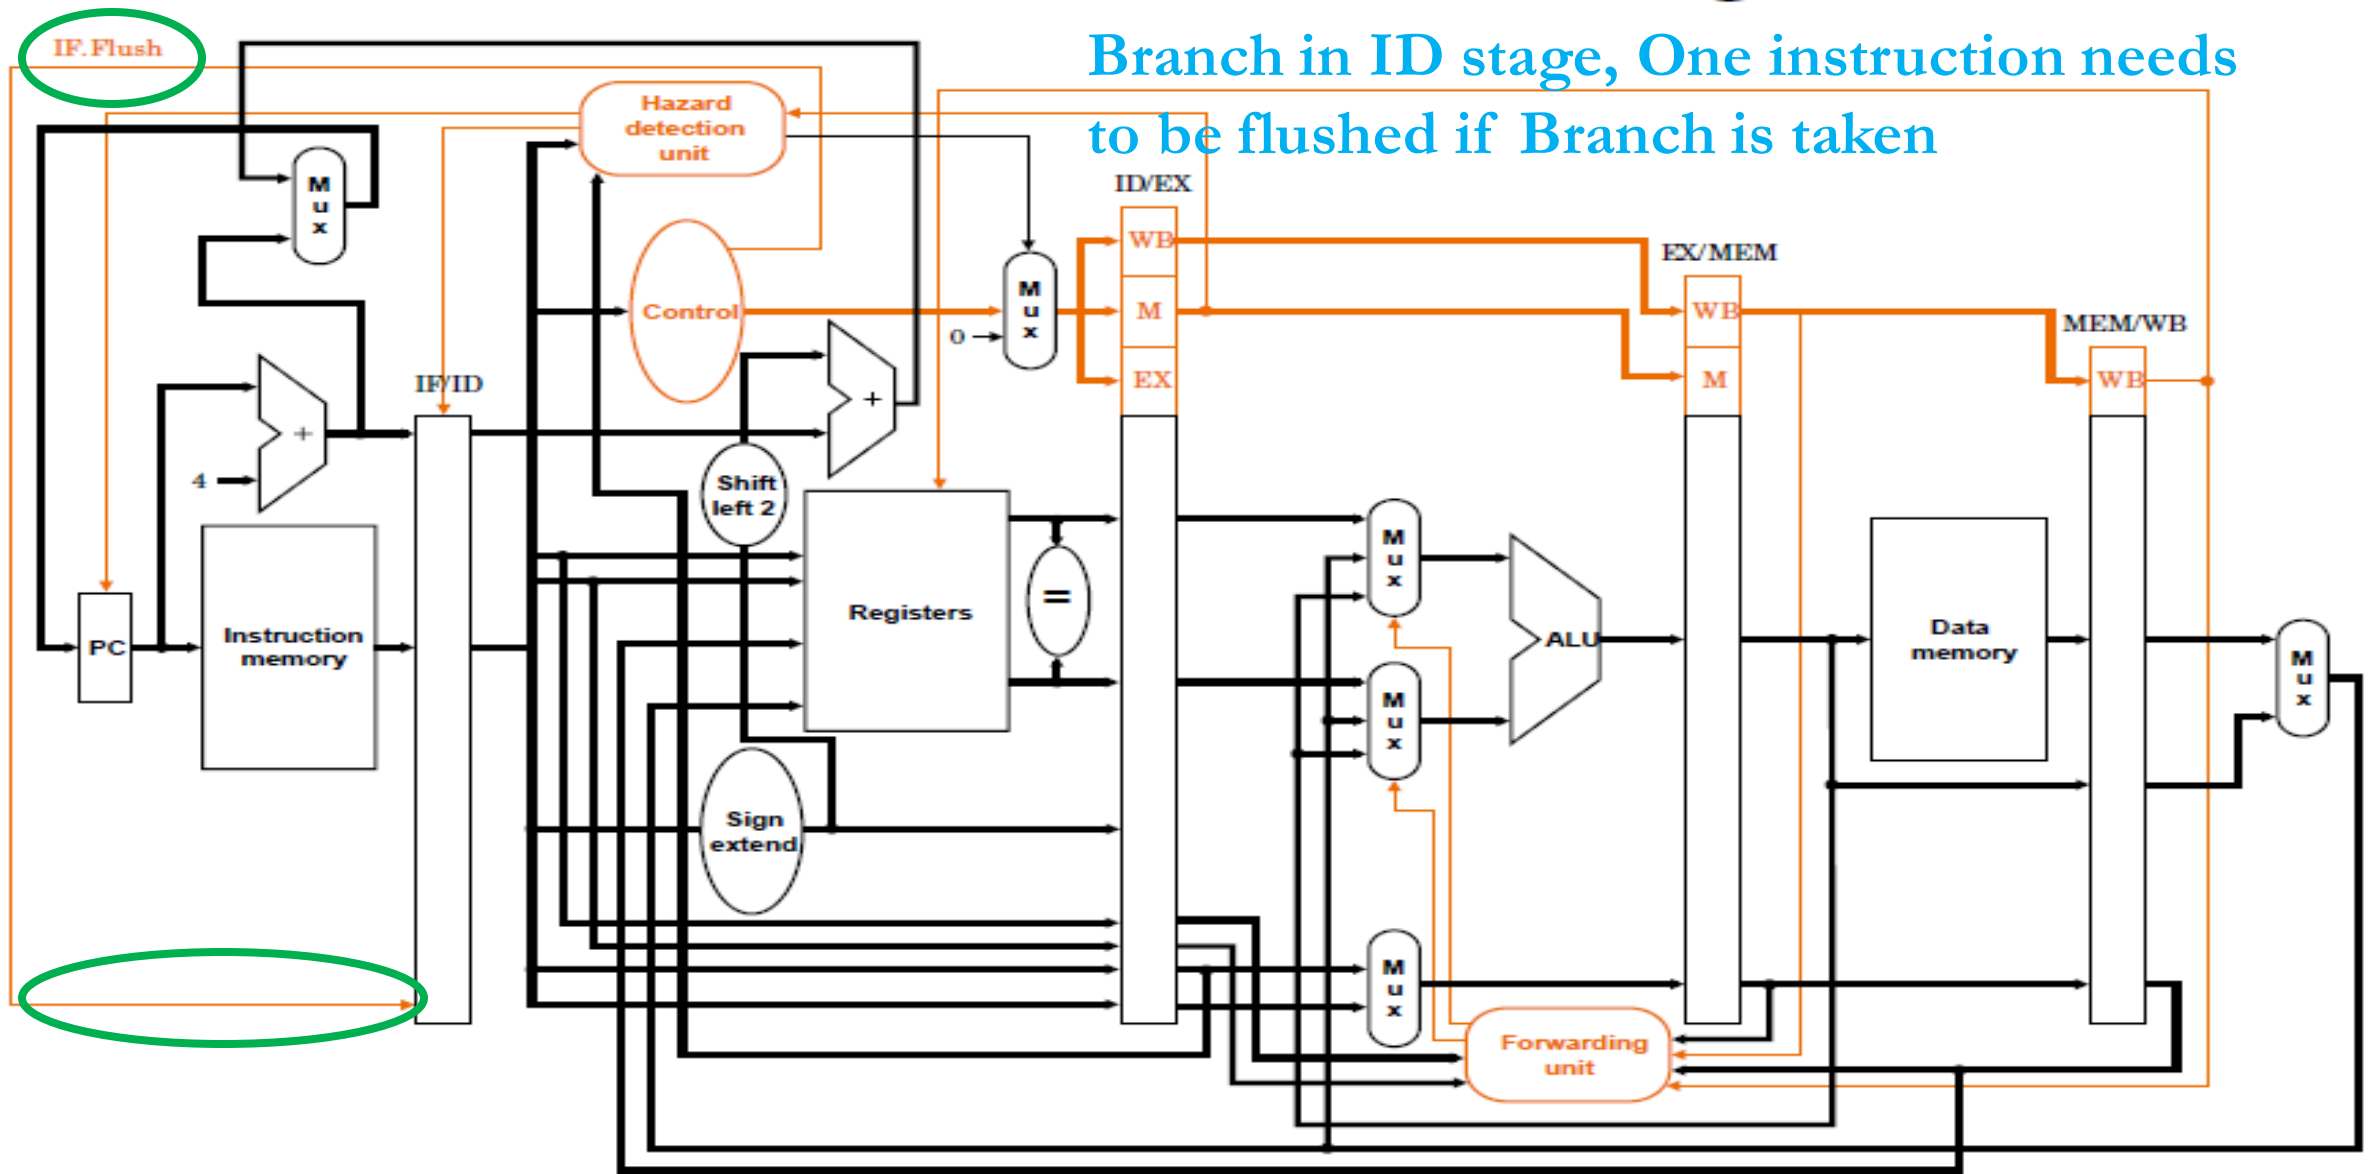 IF.Flush
Branch in ID stage, One instruction needs
to be flushed if Branch is taken
Hazard
detection
unit
M
u
x
ID/EX
WB
M
EX
Control
M
u
x
0
EX/MEM
WB
M
MEM/WB
WB
IF/ID
+
4
+
Shift
left 2
PC
Instruction
memory
Registers
=
Sign
extend
M
u
x
M
u
x
ALU
Data
memory
M
u
x
M
u
x
Forwarding
unit